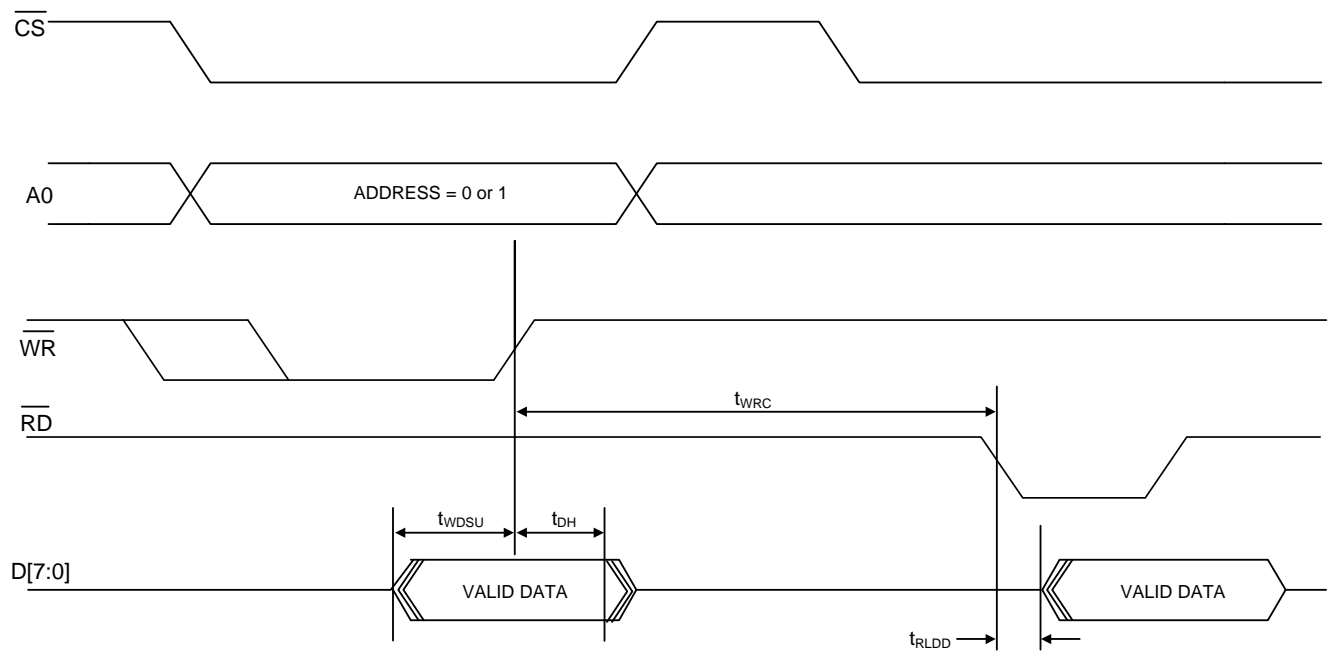 CS
A0
ADDRESS = 0 or 1
WR
tWRC
RD
tWDSU
tDH
D[7:0]
VALID DATA
VALID DATA
tRLDD